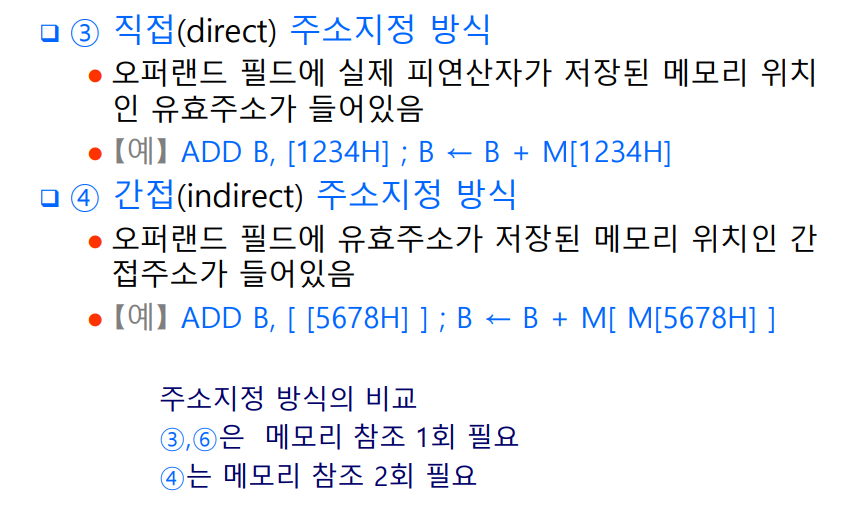 ❑ ③ 직접(direct) 주소지정 방식
● 오퍼랜드 필드에 실제 피연산자가 저장된 메모리 위치
인 유효주소가 들어있음
● 【예】 ADD B, [1234H] ; B ← B + M[1234H]
❑ ④ 간접(indirect) 주소지정 방식
● 오퍼랜드 필드에 유효주소가 저장된 메모리 위치인 간
접주소가 들어있음
● 【예】 ADD B, [ [5678H] ] ; B ← B + M[ M[5678H] ]
주소지정 방식의 비교
③,⑥은 메모리 참조 1회 필요
④는 메모리 참조 2회 필요